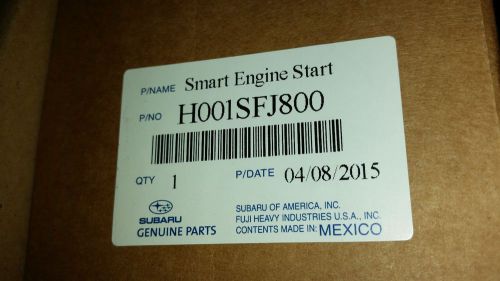 P/NAME Smart Engine Start
P/NO H001SFJ800
QTY 1 P/DATE 04/08/2015
SUBARU
GENUINE PARTS
SUBARU OF AMERICA, INC.
FUJI HEAVY INDUSTRIES U.S.A., INC.
CONTENTS MADE IN: MEXICO